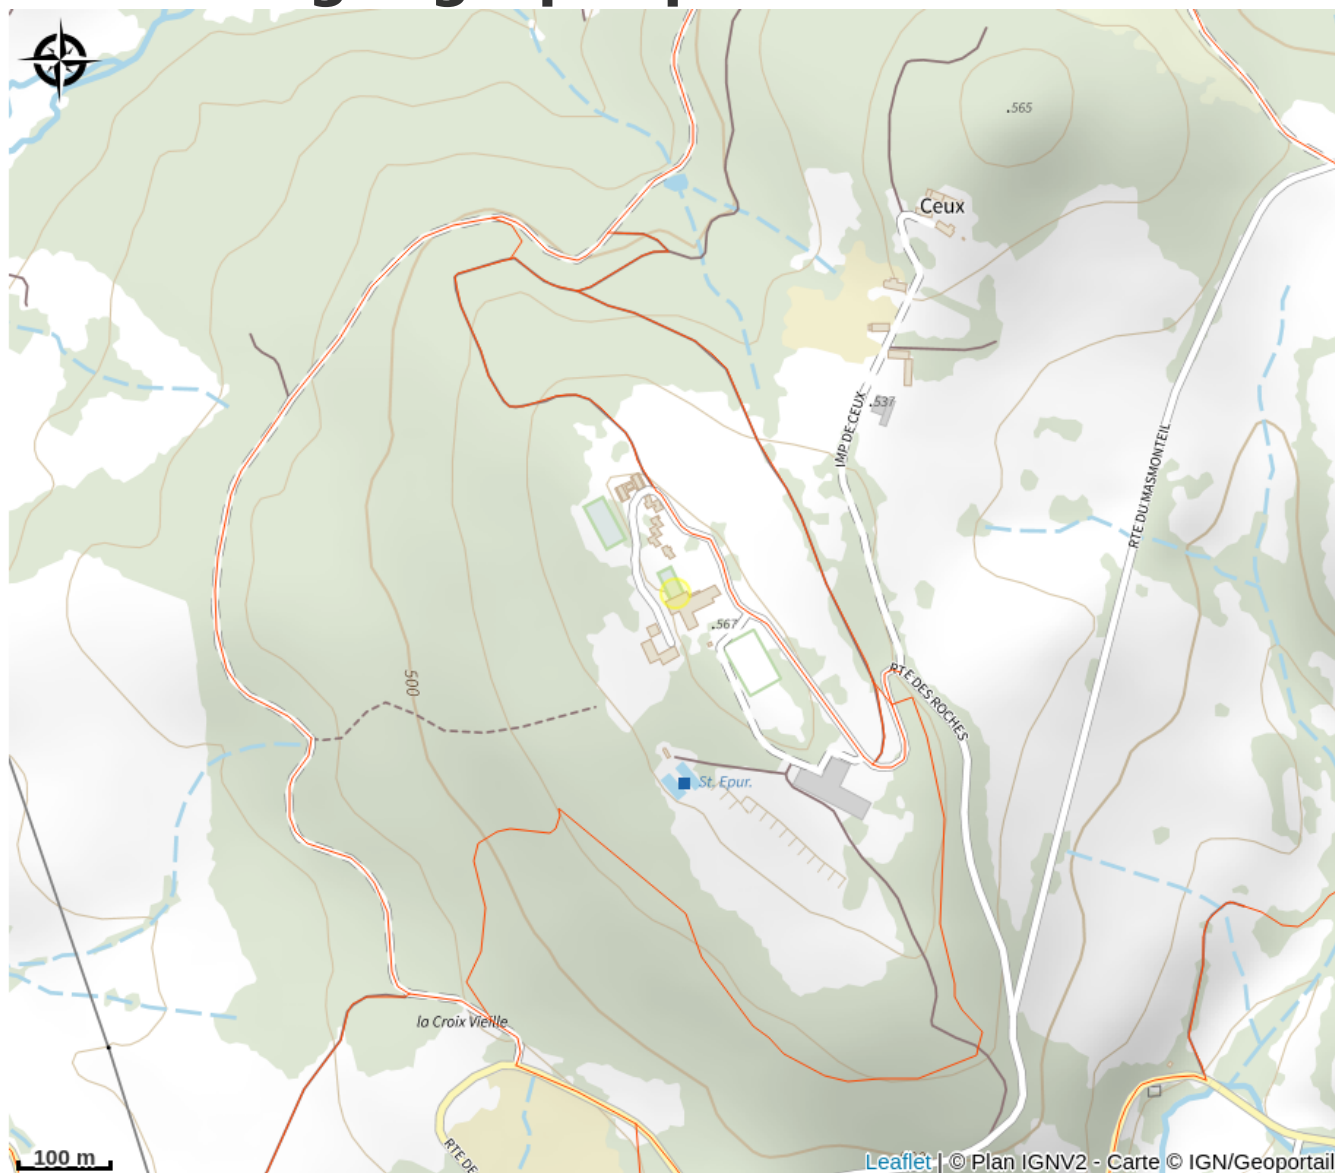 .565
Ceux
.537
IMP. DE CEUX
RTE DU MASMONTEIL
.567
RTE DES ROCHES
500
St. Epur.
la Croix Vieille
RTE DE
100 m
Leaflet | © Plan IGNV2 - Carte © IGN/Geoportail